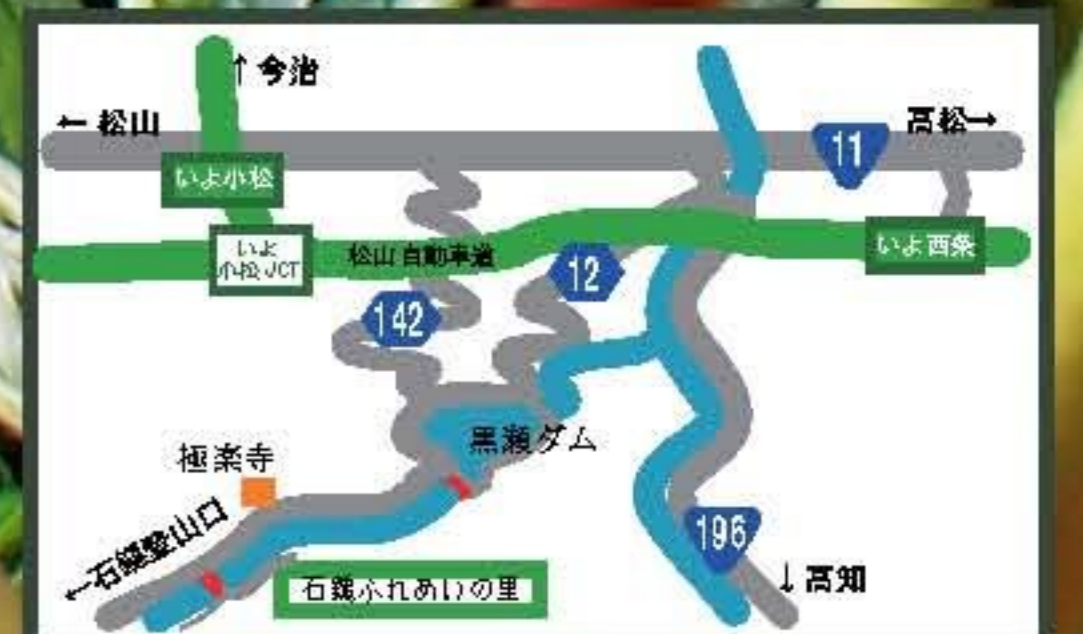 ↑今治
←松山
高松→
11
いよ小松
いよ
小松JCT
松山自動車道
いよ西条
12
142
黒瀬ダム
極楽寺
←石鎚登山口
196
石鎚ふれあいの里
↓高知